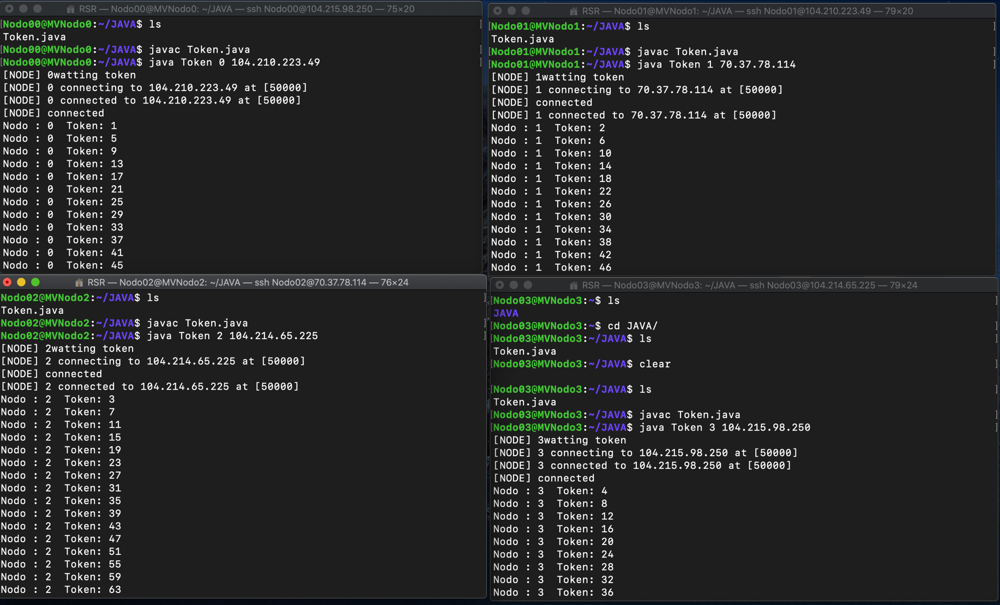 RSR — Nodo00@MVNodo0: ~/JAVA — ssh Nodo00@104.215.98.250 — 75×20
[Nodo00@MVNodo0:~/JAVA$ ls ]
Token.java
[Nodo00@MVNodo0:~/JAVA$ javac Token.java ]
[Nodo00@MVNodo0:~/JAVA$ java Token 0 104.210.223.49 ]
[NODE] 0watting token
[NODE] 0 connecting to 104.210.223.49 at [50000]
[NODE] 0 connected to 104.210.223.49 at [50000]
[NODE] connected
Nodo : 0  Token: 1
Nodo : 0  Token: 5
Nodo : 0  Token: 9
Nodo : 0  Token: 13
Nodo : 0  Token: 17
Nodo : 0  Token: 21
Nodo : 0  Token: 25
Nodo : 0  Token: 29
Nodo : 0  Token: 33
Nodo : 0  Token: 37
Nodo : 0  Token: 41
Nodo : 0  Token: 45
RSR — Nodo01@MVNodo1: ~/JAVA — ssh Nodo01@104.210.223.49 — 79×20
[Nodo01@MVNodo1:~/JAVA$ ls ]
Token.java
[Nodo01@MVNodo1:~/JAVA$ javac Token.java ]
[Nodo01@MVNodo1:~/JAVA$ java Token 1 70.37.78.114 ]
[NODE] 1watting token
[NODE] 1 connecting to 70.37.78.114 at [50000]
[NODE] connected
[NODE] 1 connected to 70.37.78.114 at [50000]
Nodo : 1  Token: 2
Nodo : 1  Token: 6
Nodo : 1  Token: 10
Nodo : 1  Token: 14
Nodo : 1  Token: 18
Nodo : 1  Token: 22
Nodo : 1  Token: 26
Nodo : 1  Token: 30
Nodo : 1  Token: 34
Nodo : 1  Token: 38
Nodo : 1  Token: 42
Nodo : 1  Token: 46
RSR — Nodo02@MVNodo2: ~/JAVA — ssh Nodo02@70.37.78.114 — 76×24
Nodo02@MVNodo2:~/JAVA$ ls ]
Token.java
Nodo02@MVNodo2:~/JAVA$ javac Token.java ]
Nodo02@MVNodo2:~/JAVA$ java Token 2 104.214.65.225 ]
[NODE] 2watting token
[NODE] 2 connecting to 104.214.65.225 at [50000]
[NODE] connected
[NODE] 2 connected to 104.214.65.225 at [50000]
Nodo : 2  Token: 3
Nodo : 2  Token: 7
Nodo : 2  Token: 11
Nodo : 2  Token: 15
Nodo : 2  Token: 19
Nodo : 2  Token: 23
Nodo : 2  Token: 27
Nodo : 2  Token: 31
Nodo : 2  Token: 35
Nodo : 2  Token: 39
Nodo : 2  Token: 43
Nodo : 2  Token: 47
Nodo : 2  Token: 51
Nodo : 2  Token: 55
Nodo : 2  Token: 59
Nodo : 2  Token: 63
RSR — Nodo03@MVNodo3: ~/JAVA — ssh Nodo03@104.214.65.225 — 79×24
[Nodo03@MVNodo3:~$ ls ]
JAVA
[Nodo03@MVNodo3:~$ cd JAVA/ ]
[Nodo03@MVNodo3:~/JAVA$ ls ]
Token.java
[Nodo03@MVNodo3:~/JAVA$ clear ]
[Nodo03@MVNodo3:~/JAVA$ ls ]
Token.java
[Nodo03@MVNodo3:~/JAVA$ javac Token.java ]
[Nodo03@MVNodo3:~/JAVA$ java Token 3 104.215.98.250 ]
[NODE] 3watting token
[NODE] 3 connecting to 104.215.98.250 at [50000]
[NODE] 3 connected to 104.215.98.250 at [50000]
[NODE] connected
Nodo : 3  Token: 4
Nodo : 3  Token: 8
Nodo : 3  Token: 12
Nodo : 3  Token: 16
Nodo : 3  Token: 20
Nodo : 3  Token: 24
Nodo : 3  Token: 28
Nodo : 3  Token: 32
Nodo : 3  Token: 36